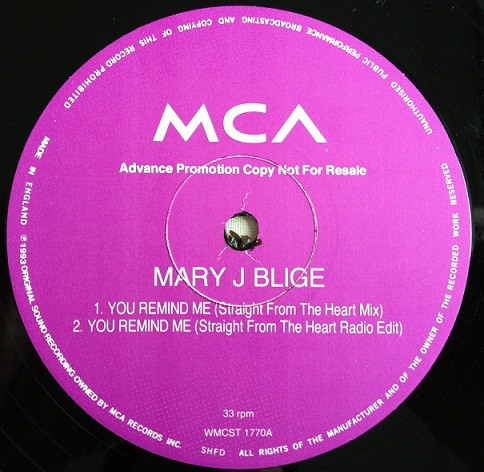 MCA
Advance Promotion Copy Not For Resale
MARY J BLIGE
1. YOU REMIND ME (Straight From The Heart Mix)
2. YOU REMIND ME (Straight From The Heart Radio Edit)
33 rpm
WMCST 1770A
SHFD
MADE IN ENGLAND ℗ 1993 ORIGINAL SOUND RECORDING OWNED BY MCA RECORDS INC.
ALL RIGHTS OF THE MANUFACTURER AND OF THE OWNER OF THE RECORDED WORK RESERVED
UNAUTHORISED PUBLIC PERFORMANCE BROADCASTING AND COPYING OF THIS RECORD PROHIBITED